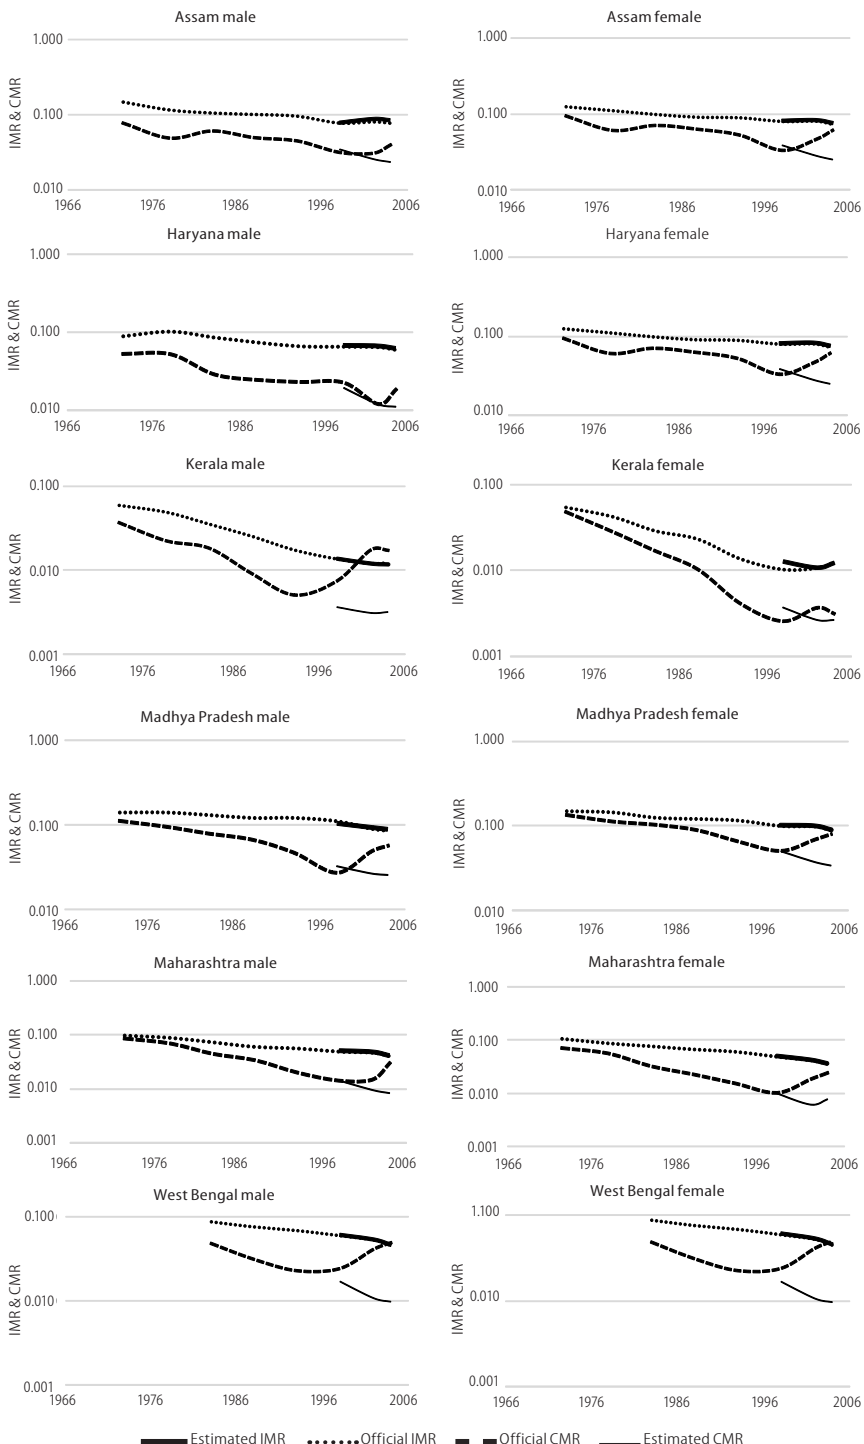 Assam male
1.000
0.100
0.010
IMR & CMR
1966 1976 1986 1996 2006
Assam female
1.000
0.100
0.010
IMR & CMR
1966 1976 1986 1996 2006
Haryana male
1.000
0.100
0.010
IMR & CMR
1966 1976 1986 1996 2006
Haryana female
1.000
0.100
0.010
IMR & CMR
1966 1976 1986 1996 2006
Kerala male
0.100
0.010
0.001
IMR & CMR
1966 1976 1986 1996 2006
Kerala female
0.100
0.010
0.001
IMR & CMR
1966 1976 1986 1996 2006
Madhya Pradesh male
1.000
0.100
0.010
IMR & CMR
1966 1976 1986 1996 2006
Madhya Pradesh female
1.000
0.100
0.010
IMR & CMR
1966 1976 1986 1996 2006
Maharashtra male
1.000
0.100
0.010
0.001
IMR & CMR
1966 1976 1986 1996 2006
Maharashtra female
1.000
0.100
0.010
0.001
IMR & CMR
1966 1976 1986 1996 2006
West Bengal male
0.100
0.010
0.001
IMR & CMR
1966 1976 1986 1996 2006
West Bengal female
1.100
0.010
0.001
IMR & CMR
1966 1976 1986 1996 2006
Estimated IMR Official IMR Official CMR Estimated CMR